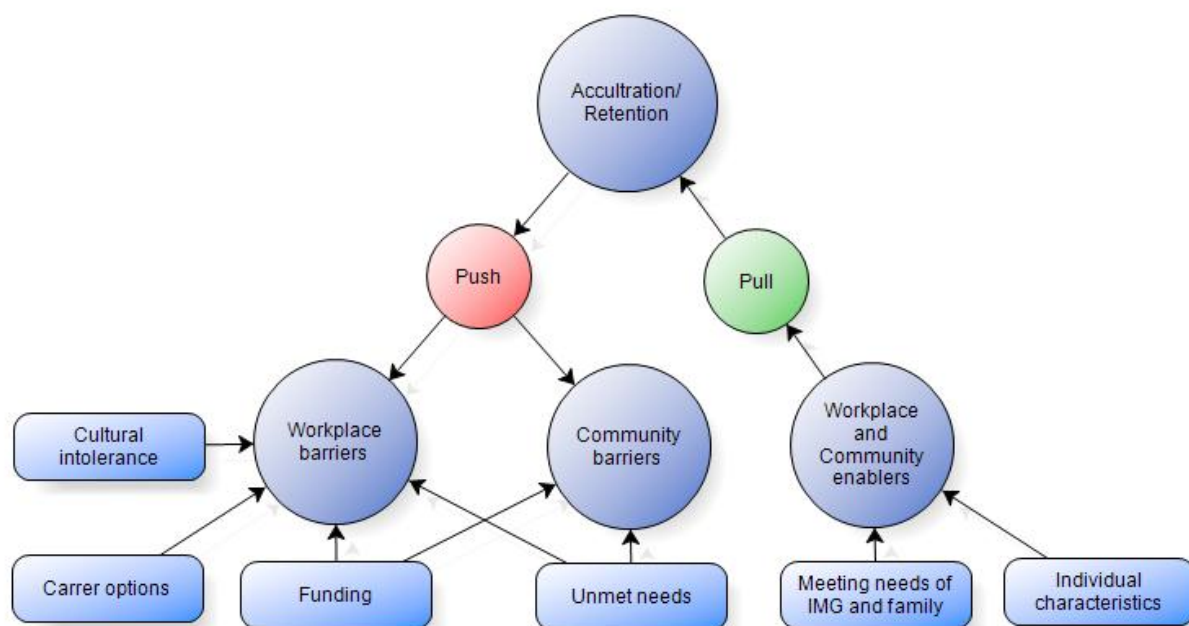 Accultration/
Retention
Push
Pull
Workplace
barriers
Community
barriers
Workplace
and
Community
enablers
Cultural
intolerance
Carrer options
Funding
Unmet needs
Meeting needs of
IMG and family
Individual
characteristics